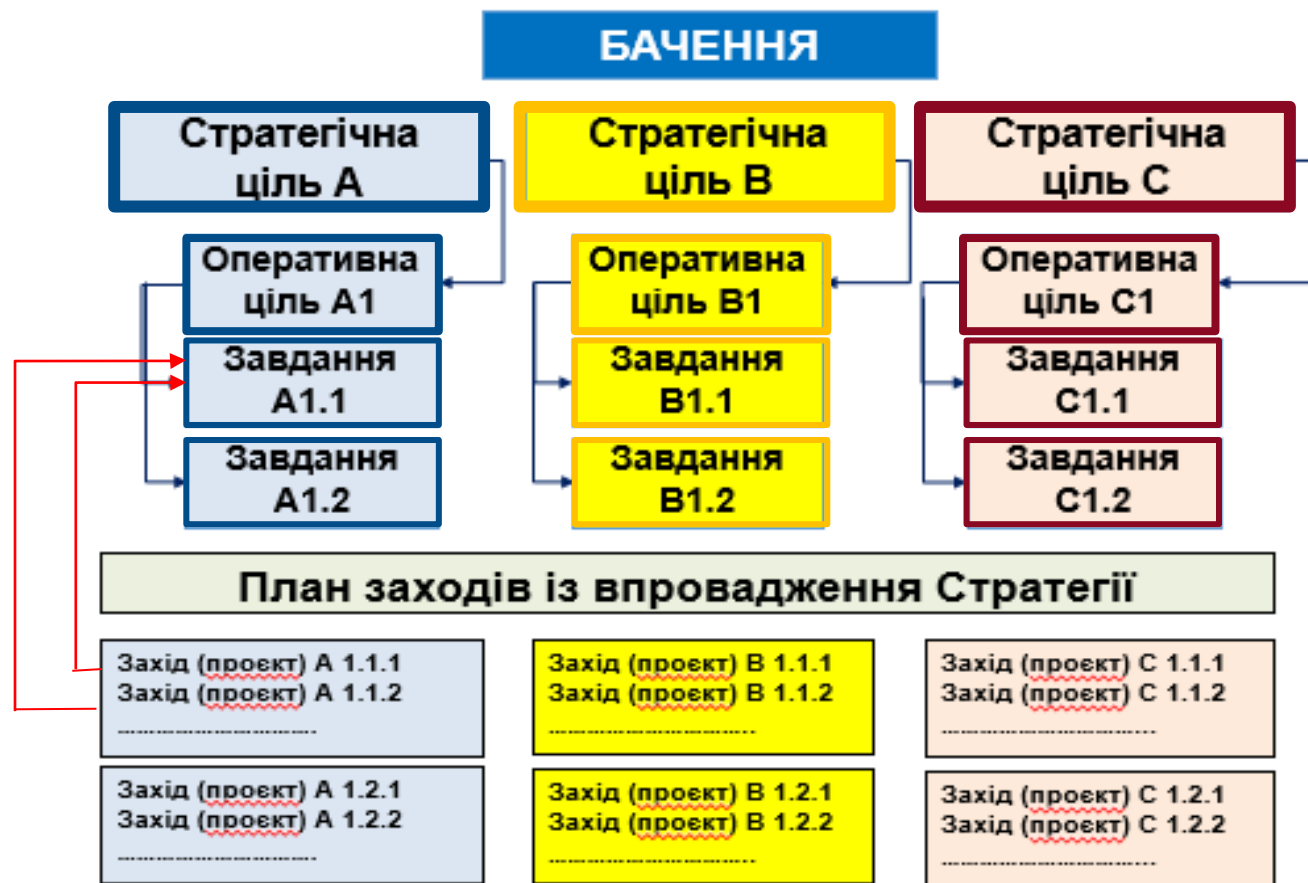 БАЧЕННЯ
Стратегічна
ціль А
Стратегічна
ціль В
Стратегічна
ціль С
Оперативна
ціль А1
Оперативна
ціль В1
Оперативна
ціль С1
Завдання
А1.1
Завдання
В1.1
Завдання
С1.1
Завдання
А1.2
Завдання
В1.2
Завдання
С1.2
План заходів із впровадження Стратегії
Захід (проєкт) А 1.1.1
Захід (проєкт) А 1.1.2
……………………………
Захід (проєкт) В 1.1.1
Захід (проєкт) В 1.1.2
……………………………
Захід (проєкт) С 1.1.1
Захід (проєкт) С 1.1.2
……………………………
Захід (проєкт) А 1.2.1
Захід (проєкт) А 1.2.2
……………………………
Захід (проєкт) В 1.2.1
Захід (проєкт) В 1.2.2
……………………………
Захід (проєкт) С 1.2.1
Захід (проєкт) С 1.2.2
……………………………